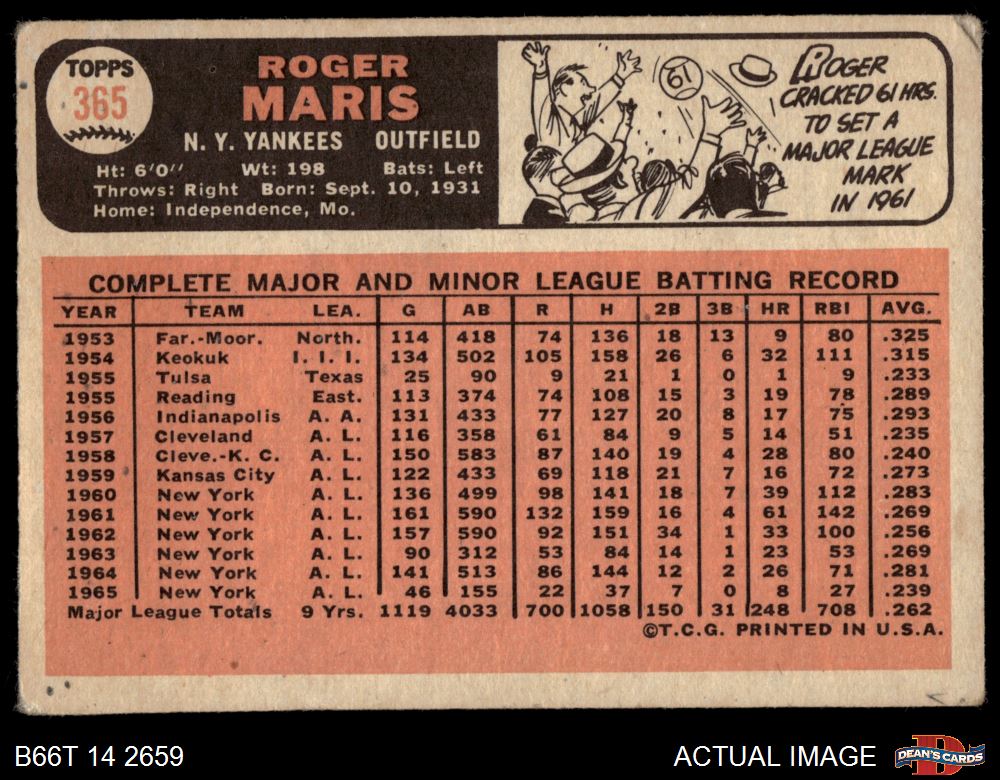 TOPPS
365
ROGER
MARIS
N. Y. YANKEES OUTFIELD
Ht: 6'0" Wt: 198 Bats: Left
Throws: Right Born: Sept. 10, 1931
Home: Independence, Mo.
61
ROGER
CRACKED 61 HRS.
TO SET A
MAJOR LEAGUE
MARK
IN 1961
COMPLETE MAJOR AND MINOR LEAGUE BATTING RECORD
YEAR TEAM LEA. G AB R H 2B 3B HR RBI AVG.
1953 Far.-Moor. North. 114 418 74 136 18 13 9 80 .325
1954 Keokuk I. I. I. 134 502 105 158 26 6 32 111 .315
1955 Tulsa Texas 25 90 9 21 1 0 1 9 .233
1955 Reading East. 113 374 74 108 15 3 19 78 .289
1956 Indianapolis A. A. 131 433 77 127 20 8 17 75 .293
1957 Cleveland A. L. 116 358 61 84 9 5 14 51 .235
1958 Cleve.-K. C. A. L. 150 583 87 140 19 4 28 80 .240
1959 Kansas City A. L. 122 433 69 118 21 7 16 72 .273
1960 New York A. L. 136 499 98 141 18 7 39 112 .283
1961 New York A. L. 161 590 132 159 16 4 61 142 .269
1962 New York A. L. 157 590 92 151 34 1 33 100 .256
1963 New York A. L. 90 312 53 84 14 1 23 53 .269
1964 New York A. L. 141 513 86 144 12 2 26 71 .281
1965 New York A. L. 46 155 22 37 7 0 8 27 .239
Major League Totals 9 Yrs. 1119 4033 700 1058 150 31 248 708 .262
©T.C.G. PRINTED IN U.S.A.
B66T 14 2659 ACTUAL IMAGE DEAN'S CARDS